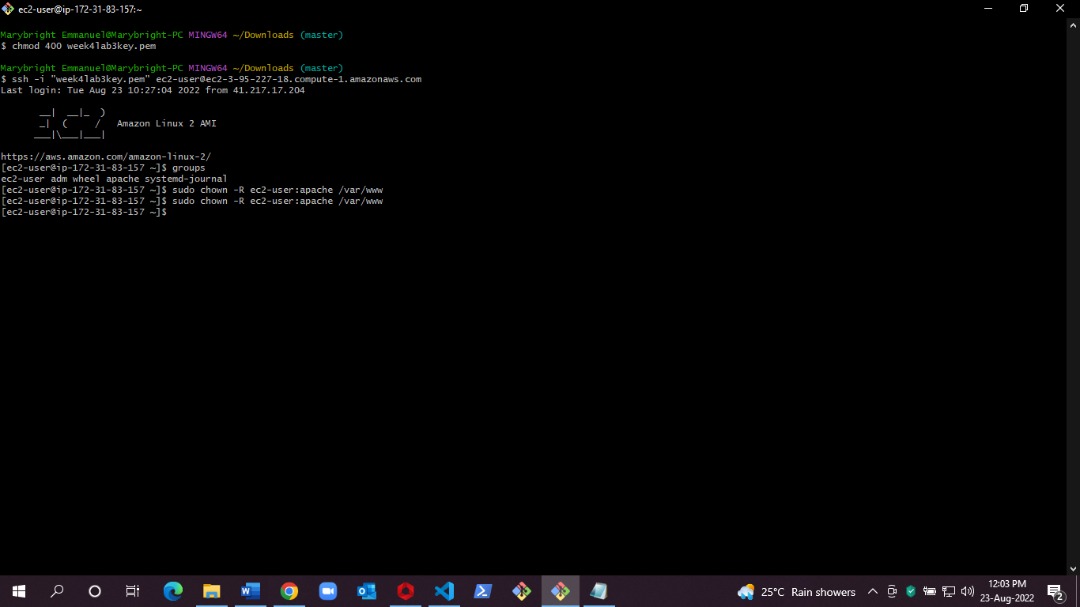 ec2-user@ip-172-31-83-157:~
Marybright Emmanuel@Marybright-PC MINGW64 ~/Downloads (master)
$ chmod 400 week4lab3key.pem
Marybright Emmanuel@Marybright-PC MINGW64 ~/Downloads (master)
$ ssh -i "week4lab3key.pem" ec2-user@ec2-3-95-227-18.compute-1.amazonaws.com
Last login: Tue Aug 23 10:27:04 2022 from 41.217.17.204
__|  __|_  )
_|  (     /   Amazon Linux 2 AMI
___|\___|___|
https://aws.amazon.com/amazon-linux-2/
[ec2-user@ip-172-31-83-157 ~]$ groups
ec2-user adm wheel apache systemd-journal
[ec2-user@ip-172-31-83-157 ~]$ sudo chown -R ec2-user:apache /var/www
[ec2-user@ip-172-31-83-157 ~]$ sudo chown -R ec2-user:apache /var/www
[ec2-user@ip-172-31-83-157 ~]$
25°C Rain showers
12:03 PM
23-Aug-2022
2